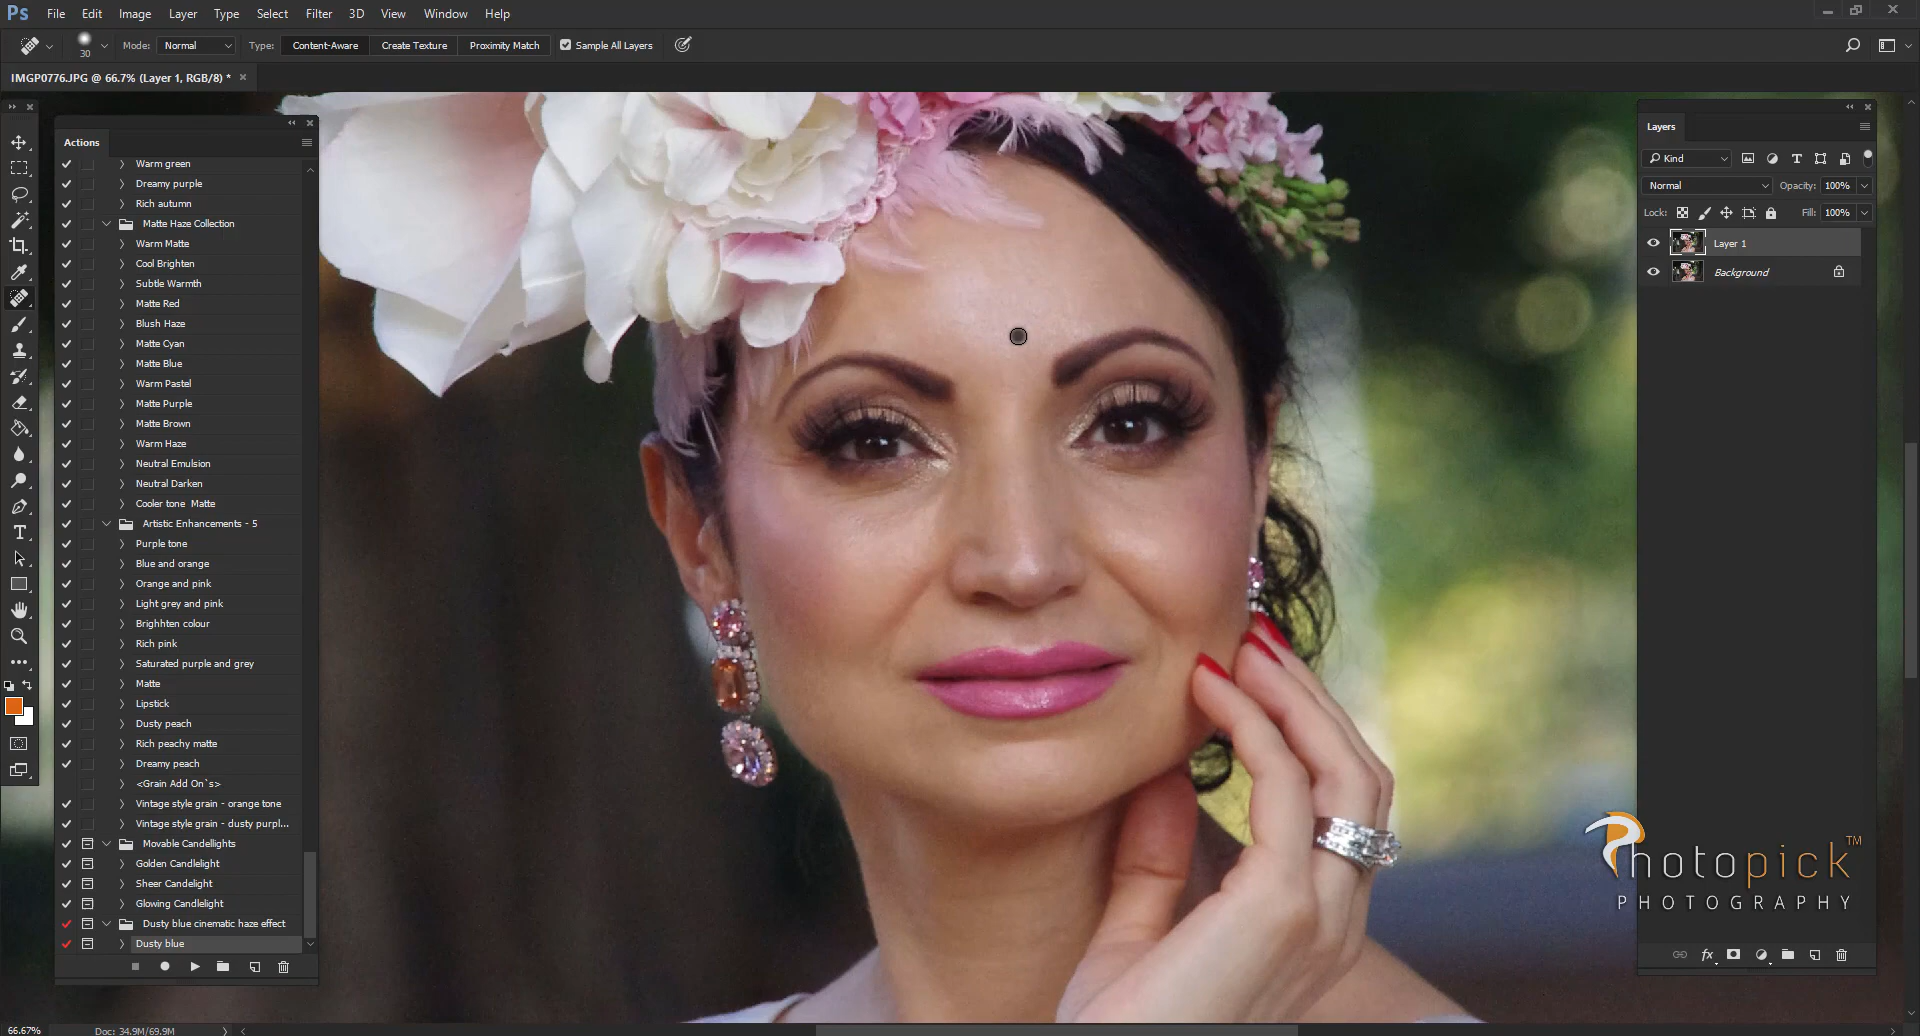 Ps File Edit Image Layer Type Select Filter 3D View Window Help
30 Mode: Normal Type: Content-Aware Create Texture Proximity Match Sample All Layers
IMGP0776.JPG @ 66.7% (Layer 1, RGB/8) *
Actions
Warm green
Dreamy purple
Rich autumn
Matte Haze Collection
Warm Matte
Cool Brighten
Subtle Warmth
Matte Red
Blush Haze
Matte Cyan
Matte Blue
Warm Pastel
Matte Purple
Matte Brown
Warm Haze
Neutral Emulsion
Neutral Darken
Cooler tone Matte
Artistic Enhancements - 5
Purple tone
Blue and orange
Orange and pink
Light grey and pink
Brighhten colour
Rich pink
Saturated purple and grey
Matte
Lipstick
Dusty peach
Rich peachy matte
Dreamy peach
<Grain Add On`s>
Vintage style grain - orange tone
Vintage style grain - dusty purpl...
Movable Candellights
Golden Candlelight
Sheer Candelight
Glowing Candlelight
Dusty blue cinematic haze effect
Dusty blue
Layers
Kind
Normal Opacity: 100%
Lock: Fill: 100%
Layer 1
Background
fx
Photopick™
PHOTOGRAPHY
66.67% Doc: 34.9M/69.9M